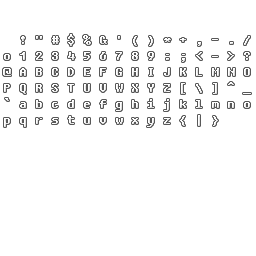 ! " # $ % & ' ( ) * + , - . /
0 1 2 3 4 5 6 7 8 9 : ; < = > ?
@ A B C D E F G H I J K L M N O
P Q R S T U V W X Y Z [ \ ] ^ _
` a b c d e f g h i j k l m n o
p q r s t u v w x y z { | }